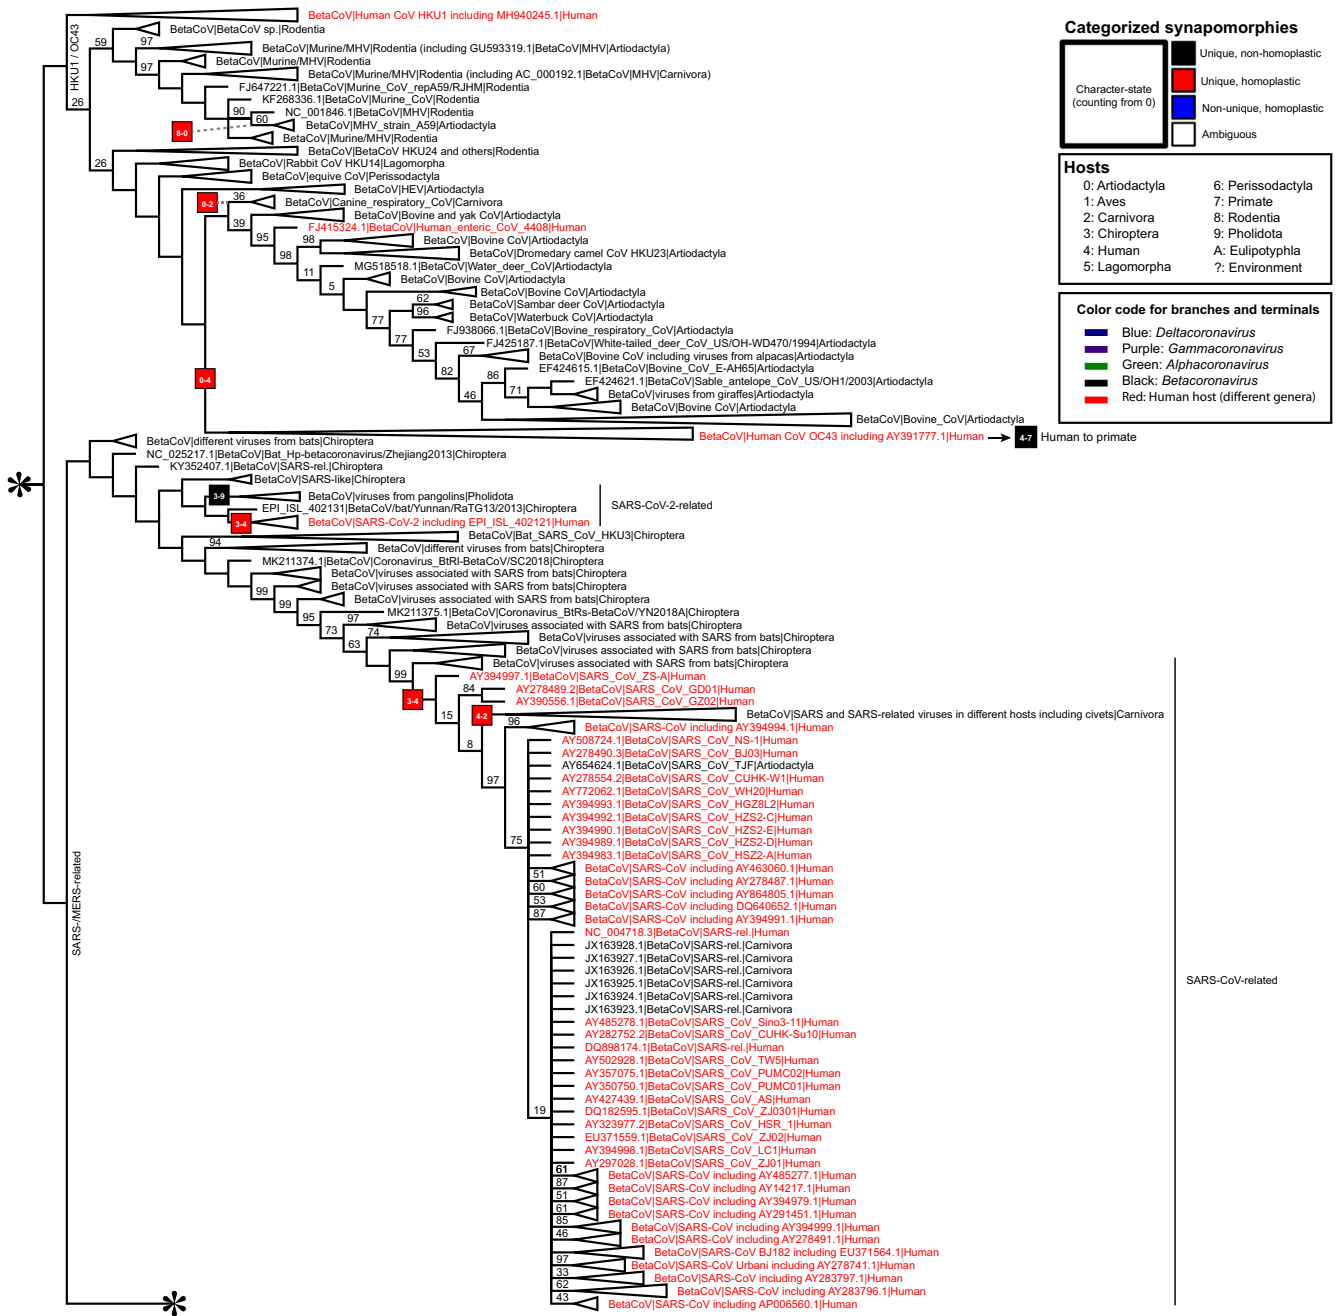 BetaCoV|Human CoV HKU1 including MH940245.1|Human
BetaCoV|BetaCoV sp.|Rodentia
59
97
BetaCoV|Murine/MHV|Rodentia (including GU593319.1|BetaCoV|MHV|Artiodactyla)
BetaCoV|Murine/MHV|Rodentia
97
BetaCoV|Murine/MHV|Rodentia (including AC_000192.1|BetaCoV|MHV|Carnivora)
FJ647221.1|BetaCoV|Murine_CoV_repA59/RJHM|Rodentia
HKU1 / OC43
26
KF268336.1|BetaCoV|Murine_CoV|Rodentia
90
NC_001846.1|BetaCoV|MHV|Rodentia
60
BetaCoV|MHV_strain_A59|Artiodactyla
8-0
BetaCoV|Murine/MHV|Rodentia
BetaCoV|BetaCoV HKU24 and others|Rodentia
26
BetaCoV|Rabbit CoV HKU14|Lagomorpha
BetaCoV|equive CoV|Perissodactyla
BetaCoV|HEV|Artiodactyla
36
0-2
BetaCoV|Canine_respiratory_CoV|Carnivora
BetaCoV|Bovine and yak CoV|Artiodactyla
39
FJ415324.1|BetaCoV|Human_enteric_CoV_4408|Human
95
98
BetaCoV|Bovine CoV|Artiodactyla
98
BetaCoV|Dromedary camel CoV HKU23|Artiodactyla
11
MG518518.1|BetaCoV|Water_deer_CoV|Artiodactyla
5
BetaCoV|Bovine CoV|Artiodactyla
BetaCoV|Bovine CoV|Artiodactyla
62
BetaCoV|Sambar deer CoV|Artiodactyla
96
BetaCoV|Waterbuck CoV|Artiodactyla
77
FJ938066.1|BetaCoV|Bovine_respiratory_CoV|Artiodactyla
77
FJ425187.1|BetaCoV|White-tailed_deer_CoV_US/OH-WD470/1994|Artiodactyla
53
67
BetaCoV|Bovine CoV including viruses from alpacas|Artiodactyla
82
EF424615.1|BetaCoV|Bovine_CoV_E-AH65|Artiodactyla
86
0-4
EF424621.1|BetaCoV|Sable_antelope_CoV_US/OH1/2003|Artiodactyla
71
46
BetaCoV|viruses from giraffes|Artiodactyla
BetaCoV|Bovine CoV|Artiodactyla
BetaCoV|Bovine_CoV|Artiodactyla
BetaCoV|Human CoV OC43 including AY391777.1|Human
4-7
Human to primate
Categorized synapomorphies
Character-state
(counting from 0)
Unique, non-homoplastic
Unique, homoplastic
Non-unique, homoplastic
Ambiguous
Hosts
0: Artiodactyla
1: Aves
2: Carnivora
3: Chiroptera
4: Human
5: Lagomorpha
6: Perissodactyla
7: Primate
8: Rodentia
9: Pholidota
A: Eulipotyphla
?: Environment
Color code for branches and terminals
Blue: Deltacoronavirus
Purple: Gammacoronavirus
Green: Alphacoronavirus
Black: Betacoronavirus
Red: Human host (different genera)
BetaCoV|different viruses from bats|Chiroptera
NC_025217.1|BetaCoV|Bat_Hp-betacoronavirus/Zhejiang2013|Chiroptera
KY352407.1|BetaCoV|SARS-rel.|Chiroptera
BetaCoV|SARS-like|Chiroptera
*
3-9
BetaCoV|viruses from pangolins|Pholidota
SARS-CoV-2-related
EPI_ISL_402131|BetaCoV/bat/Yunnan/RaTG13/2013|Chiroptera
3-4
BetaCoV|SARS-CoV-2 including EPI_ISL_402121|Human
BetaCoV|Bat_SARS_CoV_HKU3|Chiroptera
94
BetaCoV|different viruses from bats|Chiroptera
MK211374.1|BetaCoV|Coronavirus_BtRl-BetaCoV/SC2018|Chiroptera
BetaCoV|viruses associated with SARS from bats|Chiroptera
BetaCoV|viruses associated with SARS from bats|Chiroptera
99
BetaCoV|viruses associated with SARS from bats|Chiroptera
99
MK211375.1|BetaCoV|Coronavirus_BtRs-BetaCoV/YN2018A|Chiroptera
95
97
BetaCoV|viruses associated with SARS from bats|Chiroptera
73
74
BetaCoV|viruses associated with SARS from bats|Chiroptera
63
BetaCoV|viruses associated with SARS from bats|Chiroptera
BetaCoV|viruses associated with SARS from bats|Chiroptera
99
AY394997.1|BetaCoV|SARS_CoV_ZS-A|Human
84
AY278489.2|BetaCoV|SARS_CoV_GD01|Human
3-4
AY390556.1|BetaCoV|SARS_CoV_GZ02|Human
15
4-2
BetaCoV|SARS and SARS-related viruses in different hosts including civets|Carnivora
96
BetaCoV|SARS-CoV including AY394994.1|Human
8
AY508724.1|BetaCoV|SARS_CoV_NS-1|Human
AY278490.3|BetaCoV|SARS_CoV_BJ03|Human
AY654624.1|BetaCoV|SARS_CoV_TJF|Artiodactyla
97
AY278554.2|BetaCoV|SARS_CoV_CUHK-W1|Human
AY772062.1|BetaCoV|SARS_CoV_WH20|Human
AY394993.1|BetaCoV|SARS_CoV_HGZ8L2|Human
AY394992.1|BetaCoV|SARS_CoV_HZS2-C|Human
AY394990.1|BetaCoV|SARS_CoV_HZS2-E|Human
75
AY394989.1|BetaCoV|SARS_CoV_HZS2-D|Human
AY394983.1|BetaCoV|SARS_CoV_HSZ2-A|Human
BetaCoV|SARS-CoV including AY463060.1|Human
51
BetaCoV|SARS-CoV including AY278487.1|Human
60
BetaCoV|SARS-CoV including AY864805.1|Human
53
BetaCoV|SARS-CoV including DQ640652.1|Human
87
BetaCoV|SARS-CoV including AY394991.1|Human
SARS-/MERS-related
NC_004718.3|BetaCoV|SARS-rel.|Human
JX163928.1|BetaCoV|SARS-rel.|Carnivora
JX163927.1|BetaCoV|SARS-rel.|Carnivora
JX163926.1|BetaCoV|SARS-rel.|Carnivora
JX163925.1|BetaCoV|SARS-rel.|Carnivora
SARS-CoV-related
JX163924.1|BetaCoV|SARS-rel.|Carnivora
JX163923.1|BetaCoV|SARS-rel.|Carnivora
AY485278.1|BetaCoV|SARS_CoV_Sino3-11|Human
AY282752.2|BetaCoV|SARS_CoV_CUHK-Su10|Human
DQ898174.1|BetaCoV|SARS-rel.|Human
AY502928.1|BetaCoV|SARS_CoV_TW5|Human
AY357075.1|BetaCoV|SARS_CoV_PUMC02|Human
AY350750.1|BetaCoV|SARS_CoV_PUMC01|Human
AY427439.1|BetaCoV|SARS_CoV_AS|Human
19
DQ182595.1|BetaCoV|SARS_CoV_ZJ0301|Human
AY323977.2|BetaCoV|SARS_CoV_HSR_1|Human
EU371559.1|BetaCoV|SARS_CoV_ZJ02|Human
AY394998.1|BetaCoV|SARS_CoV_LC1|Human
AY297028.1|BetaCoV|SARS_CoV_ZJ01|Human
61
BetaCoV|SARS-CoV including AY485277.1|Human
87
BetaCoV|SARS-CoV including AY14217.1|Human
51
BetaCoV|SARS-CoV including AY394979.1|Human
61
BetaCoV|SARS-CoV including AY291451.1|Human
85
BetaCoV|SARS-CoV including AY394999.1|Human
46
BetaCoV|SARS-CoV including AY278491.1|Human
BetaCoV|SARS-CoV BJ182 including EU371564.1|Human
97
BetaCoV|SARS-CoV Urbani including AY278741.1|Human
33
BetaCoV|SARS-CoV including AY283797.1|Human
62
BetaCoV|SARS-CoV including AY283796.1|Human
43
BetaCoV|SARS-CoV including AP006560.1|Human
*